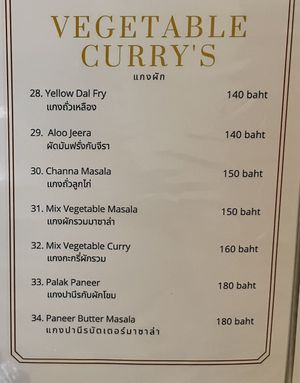 VEGETABLE
CURRY'S
แกงผัก
28. Yellow Dal Fry 140 baht
แกงถั่วเหลือง
29. Aloo Jeera 140 baht
ผัดมันฝรั่งกับจีรา
30. Channa Masala 150 baht
แกงถั่วลูกไก่
31. Mix Vegetable Masala 150 baht
แกงผักรวมมาซาล่า
32. Mix Vegetable Curry 160 baht
แกงกะกรี่ผักรวม
33. Palak Paneer 180 baht
แกงปานีรกับผักโขม
34. Paneer Butter Masala 180 baht
แกงปานีรบัตเตอร์มาซาล่า